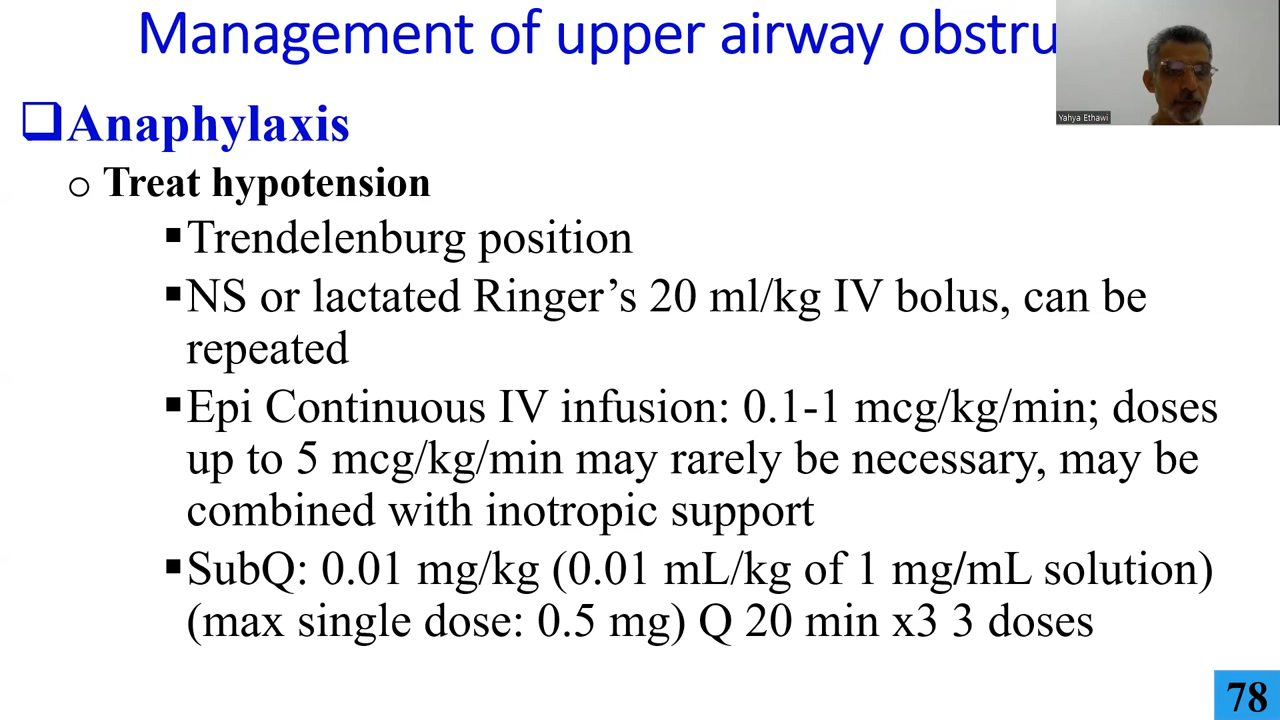 Management of upper airway obstru
Yahya Ethawi
Anaphylaxis
Treat hypotension
Trendelenburg position
NS or lactated Ringer’s 20 ml/kg IV bolus, can be
repeated
Epi Continuous IV infusion: 0.1-1 mcg/kg/min; doses
up to 5 mcg/kg/min may rarely be necessary, may be
combined with inotropic support
SubQ: 0.01 mg/kg (0.01 mL/kg of 1 mg/mL solution)
(max single dose: 0.5 mg) Q 20 min x3 3 doses
78